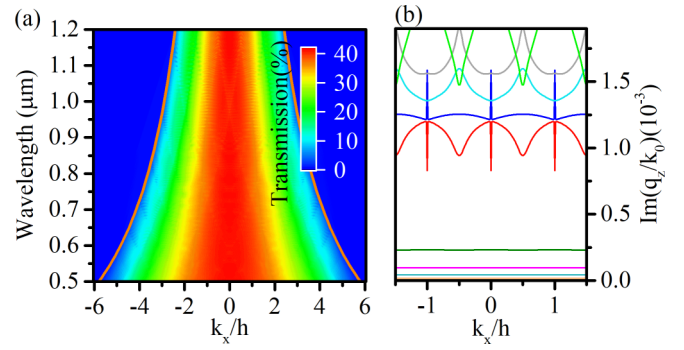 (a)
1.2
1.1
1.0
0.9
0.8
0.7
0.6
0.5
Wavelength (μm)
-6 -4 -2 0 2 4 6
k_x/h
Transmission(%)
40
30
20
10
0
(b)
1.5
1.0
0.5
0.0
Im(q_z/k_0)(10^-3)
-1 0 1
k_x/h